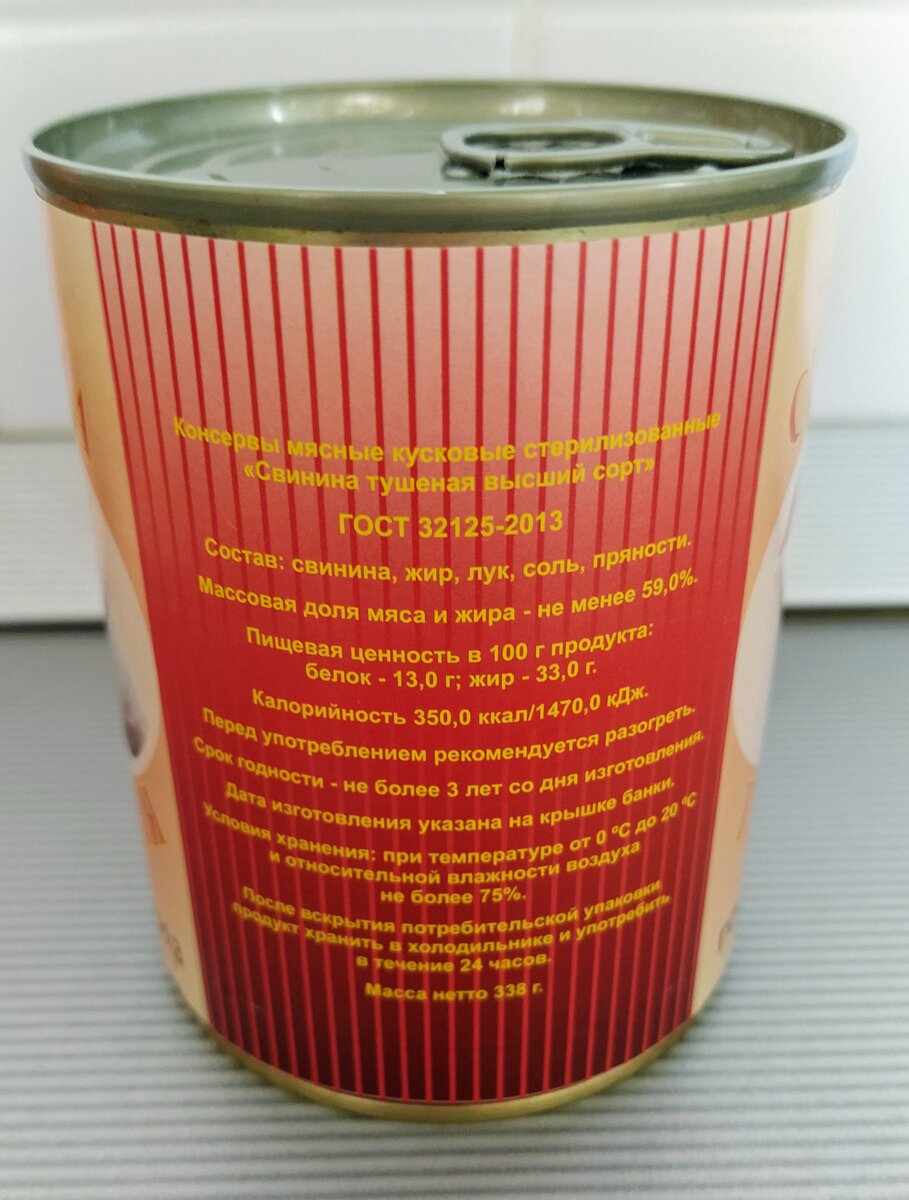 Консервы мясные кусковые стерилизованные
«Свинина тушеная высший сорт»
ГОСТ 32125-2013
Состав: свинина, жир, лук, соль, пряности.
Массовая доля мяса и жира - не менее 59,0%.
Пищевая ценность в 100 г продукта:
белок - 13,0 г; жир - 33,0 г.
Калорийность 350,0 ккал/1470,0 кДж.
Перед употреблением рекомендуется разогреть.
Срок годности - не более 3 лет со дня изготовления.
Дата изготовления указана на крышке банки.
Условия хранения: при температуре от 0 °С до 20 °С
и относительной влажности воздуха
не более 75%.
После вскрытия потребительской упаковки
продукт хранить в холодильнике и употребить
в течение 24 часов.
Масса нетто 338 г.